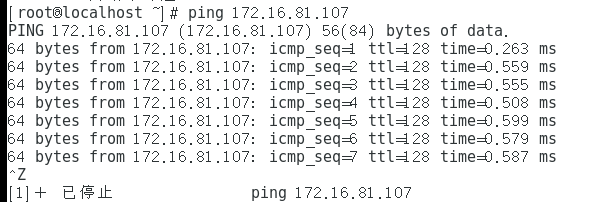 [root@localhost ~]# ping 172.16.81.107
PING 172.16.81.107 (172.16.81.107) 56(84) bytes of data.
64 bytes from 172.16.81.107: icmp_seq=1 ttl=128 time=0.263 ms
64 bytes from 172.16.81.107: icmp_seq=2 ttl=128 time=0.559 ms
64 bytes from 172.16.81.107: icmp_seq=3 ttl=128 time=0.555 ms
64 bytes from 172.16.81.107: icmp_seq=4 ttl=128 time=0.508 ms
64 bytes from 172.16.81.107: icmp_seq=5 ttl=128 time=0.599 ms
64 bytes from 172.16.81.107: icmp_seq=6 ttl=128 time=0.579 ms
64 bytes from 172.16.81.107: icmp_seq=7 ttl=128 time=0.587 ms
^Z
[1]+  已停止               ping 172.16.81.107